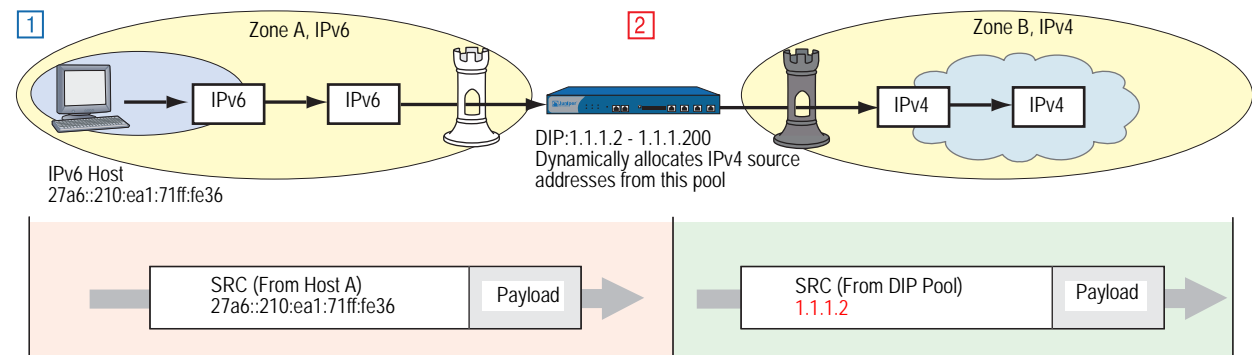 1
Zone A, IPv6
2
Zone B, IPv4
IPv6
IPv6
IPv4
IPv4
Juniper
DIP:1.1.1.2 - 1.1.1.200
Dynamically allocates IPv4 source
addresses from this pool
IPv6 Host
27a6::210:ea1:71ff:fe36
SRC (From Host A)
27a6::210:ea1:71ff:fe36
Payload
SRC (From DIP Pool)
1.1.1.2
Payload